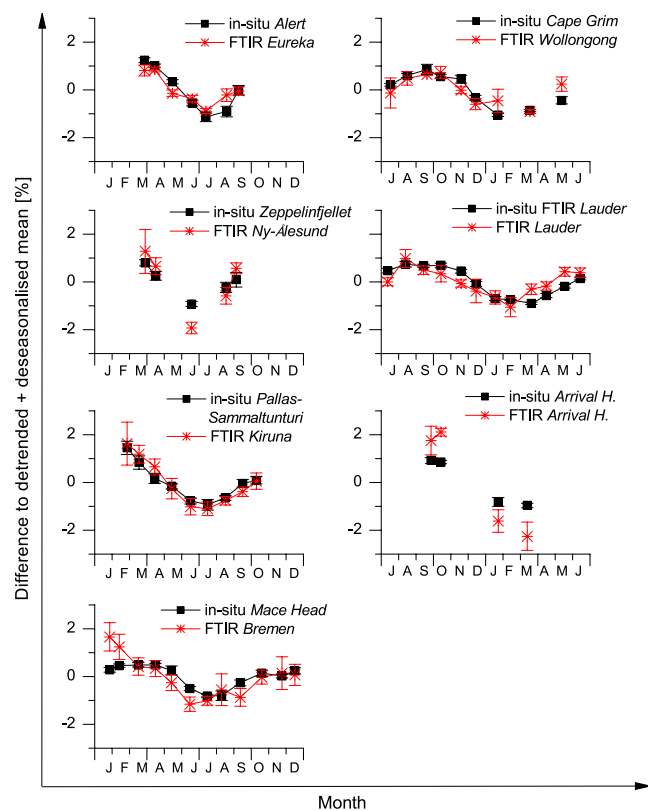 Difference to detrended + deseasonalised mean [%]
in-situ Alert
FTIR Eureka
2
0
-2
J F M A M J J A S O N D
in-situ Cape Grim
FTIR Wollongong
2
0
-2
J A S O N D J F M A M J
in-situ Zeppelinfjellet
FTIR Ny-Alesund
2
0
-2
J F M A M J J A S O N D
in-situ FTIR Lauder
FTIR Lauder
2
0
-2
J A S O N D J F M A M J
in-situ Pallas-
Sammaltunturi
FTIR Kiruna
2
0
-2
J F M A M J J A S O N D
in-situ Arrival H.
FTIR Arrival H.
2
0
-2
J A S O N D J F M A M J
in-situ Mace Head
FTIR Bremen
2
0
-2
J F M A M J J A S O N D
Month